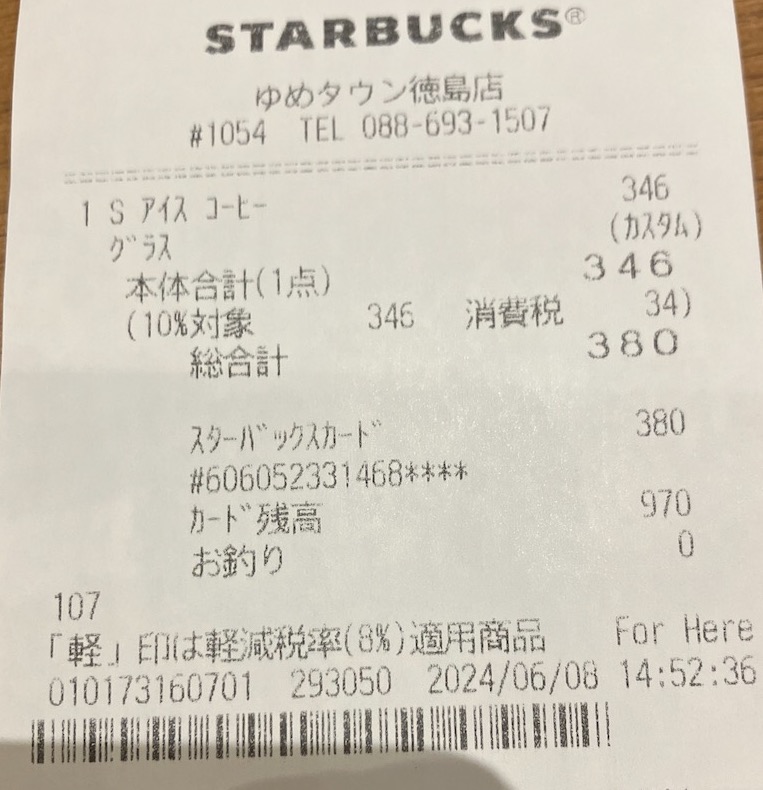 STARBUCKS®
ゆめタウン徳島店
#1054 TEL 088-693-1507
1 S アイス コーヒー 346
グラス (カスタム)
本体合計(1点) 346
(10%対象 346 消費税 34)
総合計 380
スターバックスカード 380
#606052331468****
カード残高 970
お釣り 0
107
「軽」印は軽減税率(8%)適用商品 For Here
010173160701 293050 2024/06/08 14:52:36